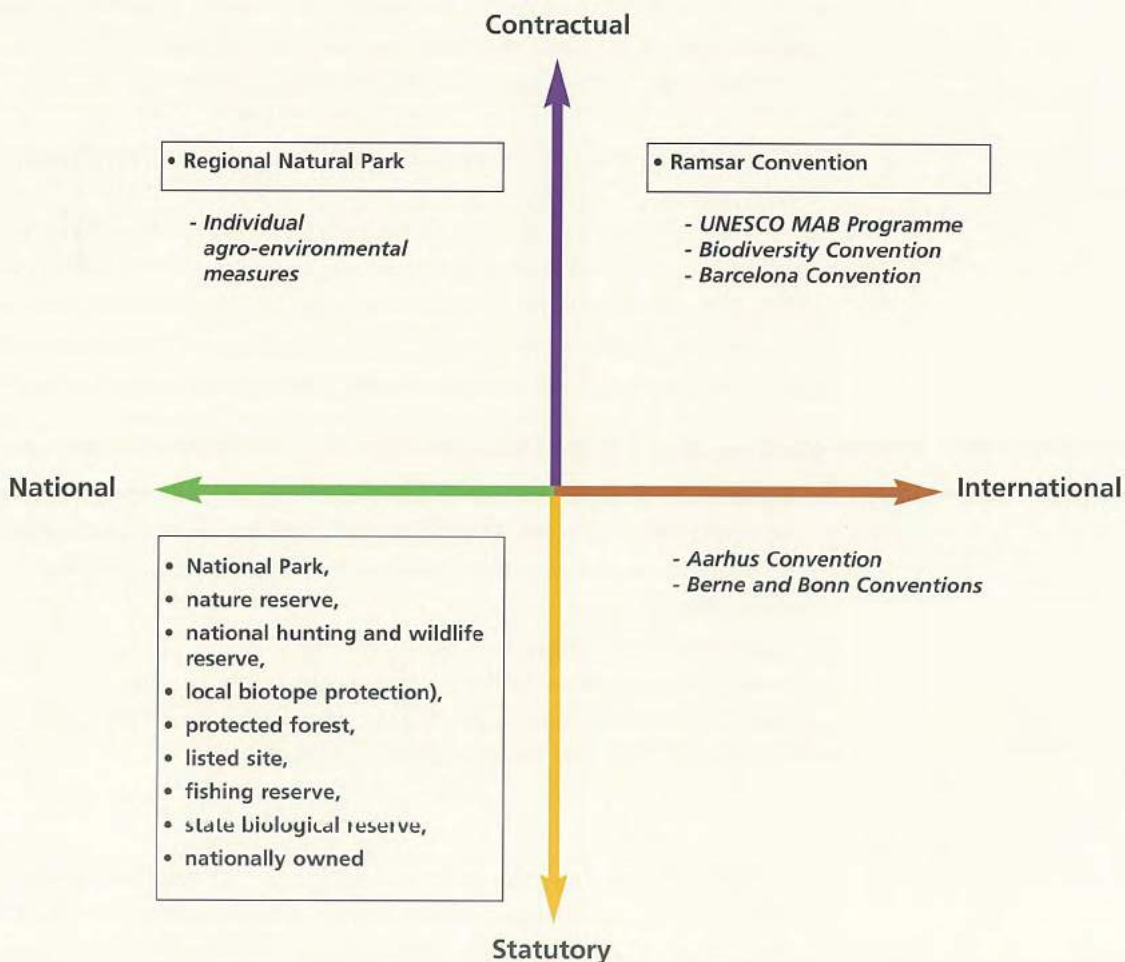 Contractual
• Regional Natural Park
- Individual
agro-environmental
measures
• Ramsar Convention
- UNESCO MAB Programme
- Biodiversity Convention
- Barcelona Convention
National
International
• National Park,
• nature reserve,
• national hunting and wildlife
reserve,
• local biotope protection),
• protected forest,
• listed site,
• fishing reserve,
• state biological reserve,
• nationally owned
- Aarhus Convention
- Berne and Bonn Conventions
Statutory